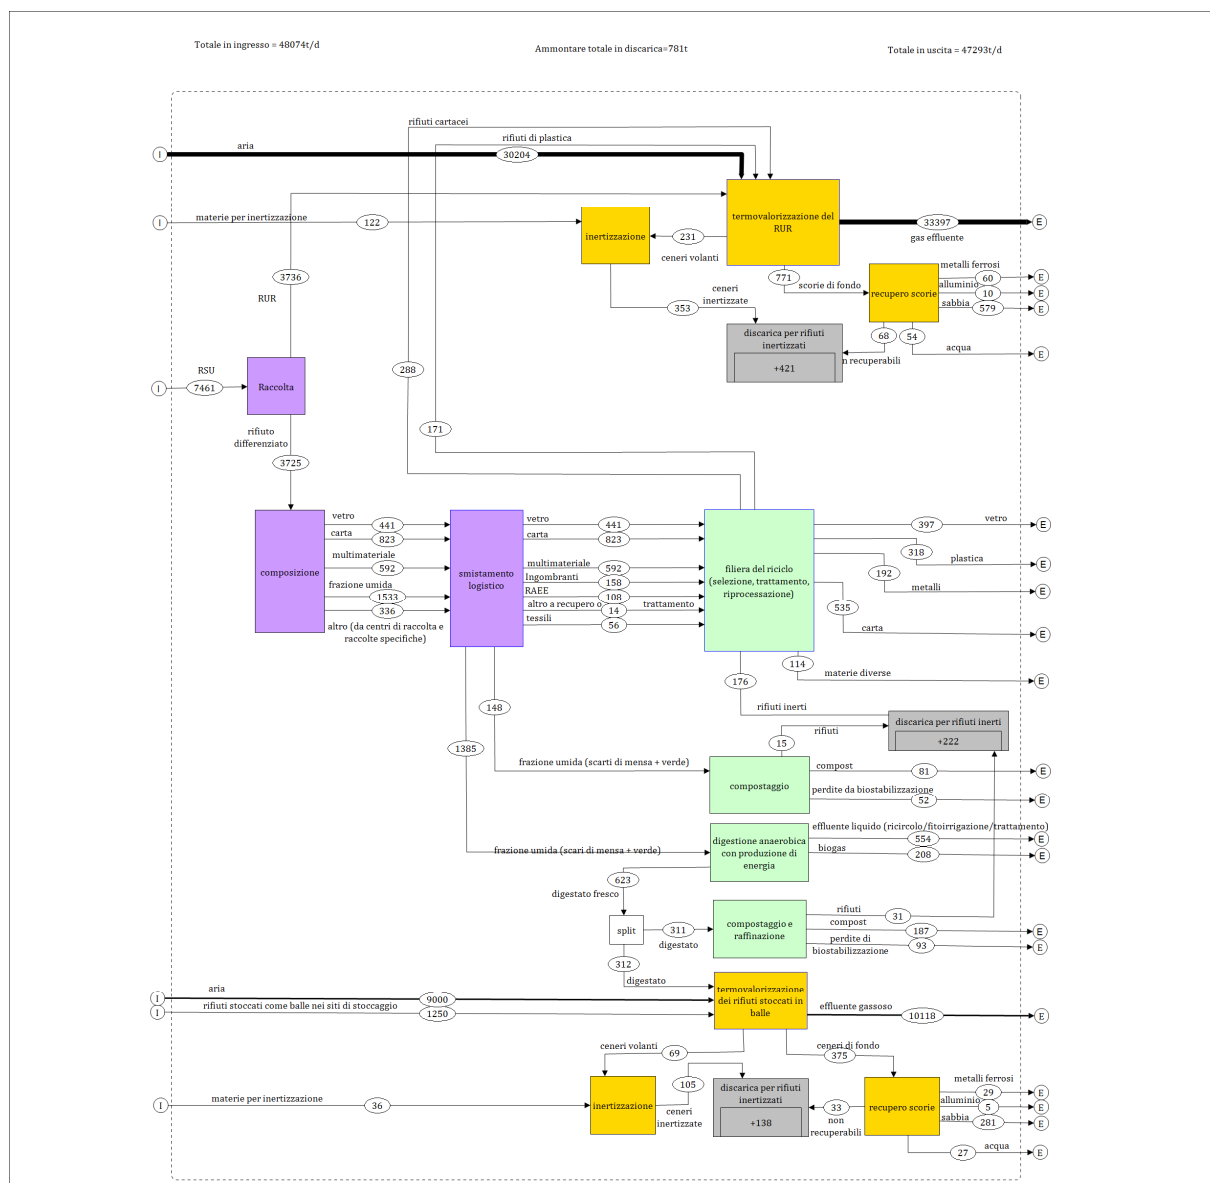 Totale in ingresso = 48074t/d
Ammontare totale in discarica=781t
Totale in uscita = 47293t/d
rifiuti cartacei
rifiuti di plastica
aria
I
30204
termovalorizzazione del
RUR
materie per inertizzazione
I
122
inertizzazione
231
ceneri volanti
33397
E
gas effluente
771
scorie di fondo
recupero scorie
metalli ferrosi
60
E
alluminio
10
E
sabbia
579
E
3736
RUR
ceneri
inertizzate
353
discarica per rifiuti
inertizzati
+421
68
n recuperabili
54
acqua
E
288
RSU
I
7461
Raccolta
171
rifiuto
differenziato
3725
composizione
vetro
441
carta
823
multimateriale
592
frazione umida
1533
336
altro (da centri di raccolta e
raccolte specifiche)
smistamento
logistico
vetro
441
carta
823
multimateriale
592
Ingombranti
158
RAEE
108
altro a recupero o
14
trattamento
tessili
56
filiera del riciclo
(selezione, trattamento,
riprocessazione)
397
vetro
E
318
plastica
E
192
metalli
E
535
carta
E
114
materie diverse
E
176
rifiuti inerti
148
1385
discarica per rifiuti inerti
+222
rifiuti
15
frazione umida (scarti di mensa + verde)
compostaggio
compost
81
E
perdite da biostabilizzazione
52
E
frazione umida (scari di mensa + verde)
digestione anaerobica
con produzione di
energia
effluente liquido (ricircolo/fitoirrigazione/trattamento)
554
E
biogas
208
E
623
digestato fresco
split
311
digestato
312
digestato
compostaggio e
raffinazione
rifiuti
31
compost
187
E
perdite di
biostabilizzazione
93
E
aria
I
9000
rifiuti stoccati come balle nei siti di stoccaggio
I
1250
termovalorizzazione
dei rifiuti stoccati in
balle
effluente gassoso
10118
E
ceneri volanti
69
ceneri di fondo
375
materie per inertizzazione
I
36
inertizzazione
105
ceneri
inertizzate
discarica per rifiuti
inertizzati
+138
33
non
recuperabili
recupero scorie
metalli ferrosi
29
E
alluminio
5
E
sabbia
281
E
27
acqua
E